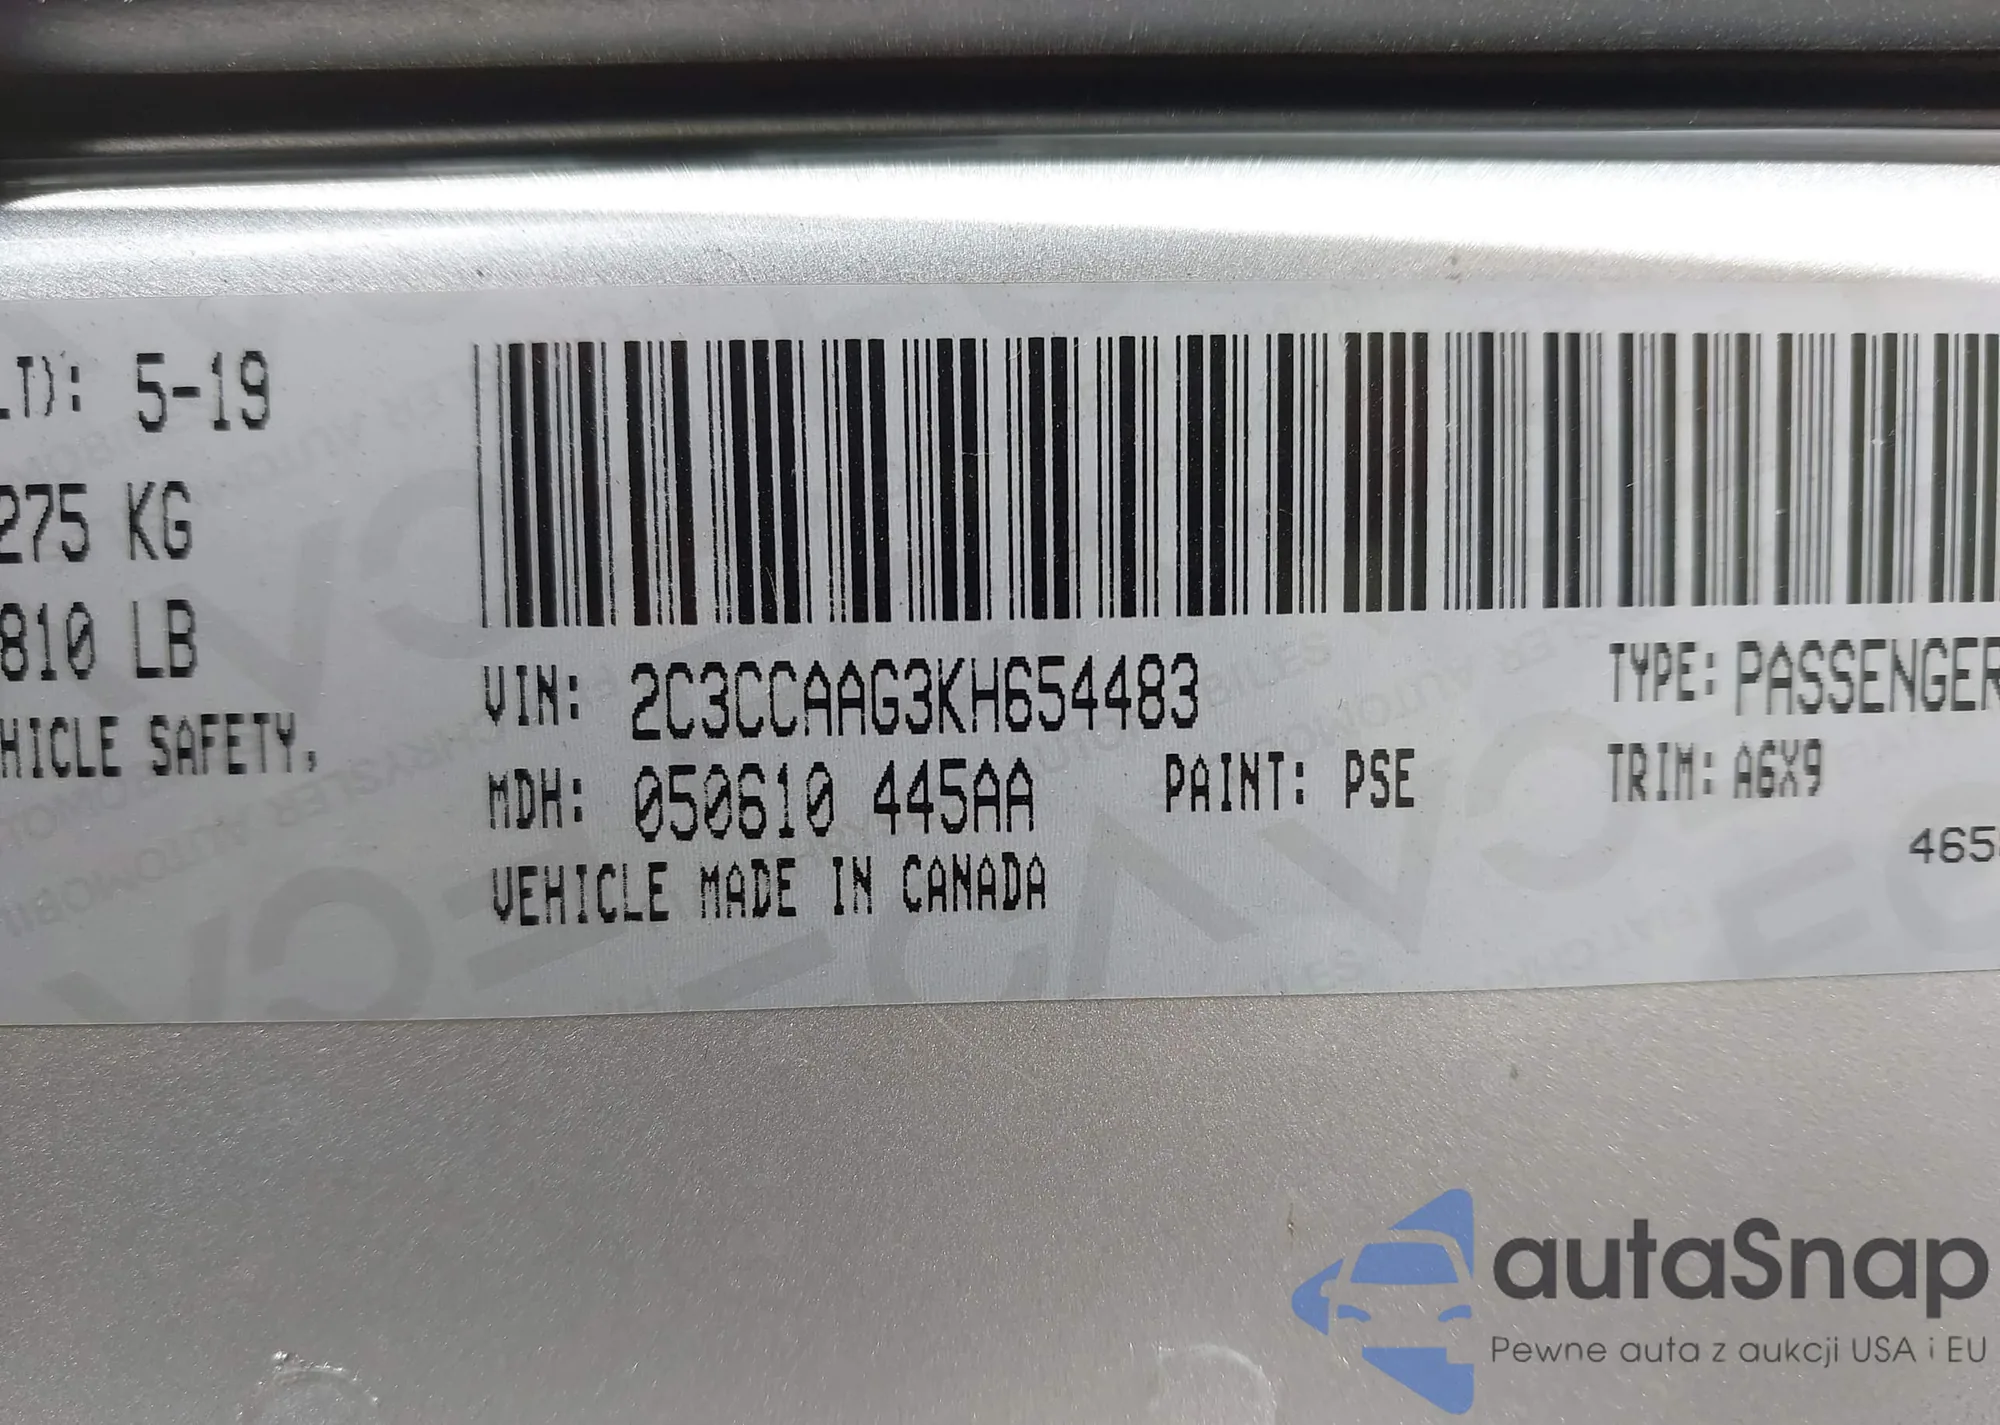 LT): 5-19
275 KG
810 LB
HICLE SAFETY,
VIN: 2C3CCAAG3KH654483
TYPE: PASSENGER
MDH: 050610 445AA
PAINT: PSE
TRIM: A6X9
VEHICLE MADE IN CANADA
465
autaSnap
Pewne auta z aukcji USA i EU